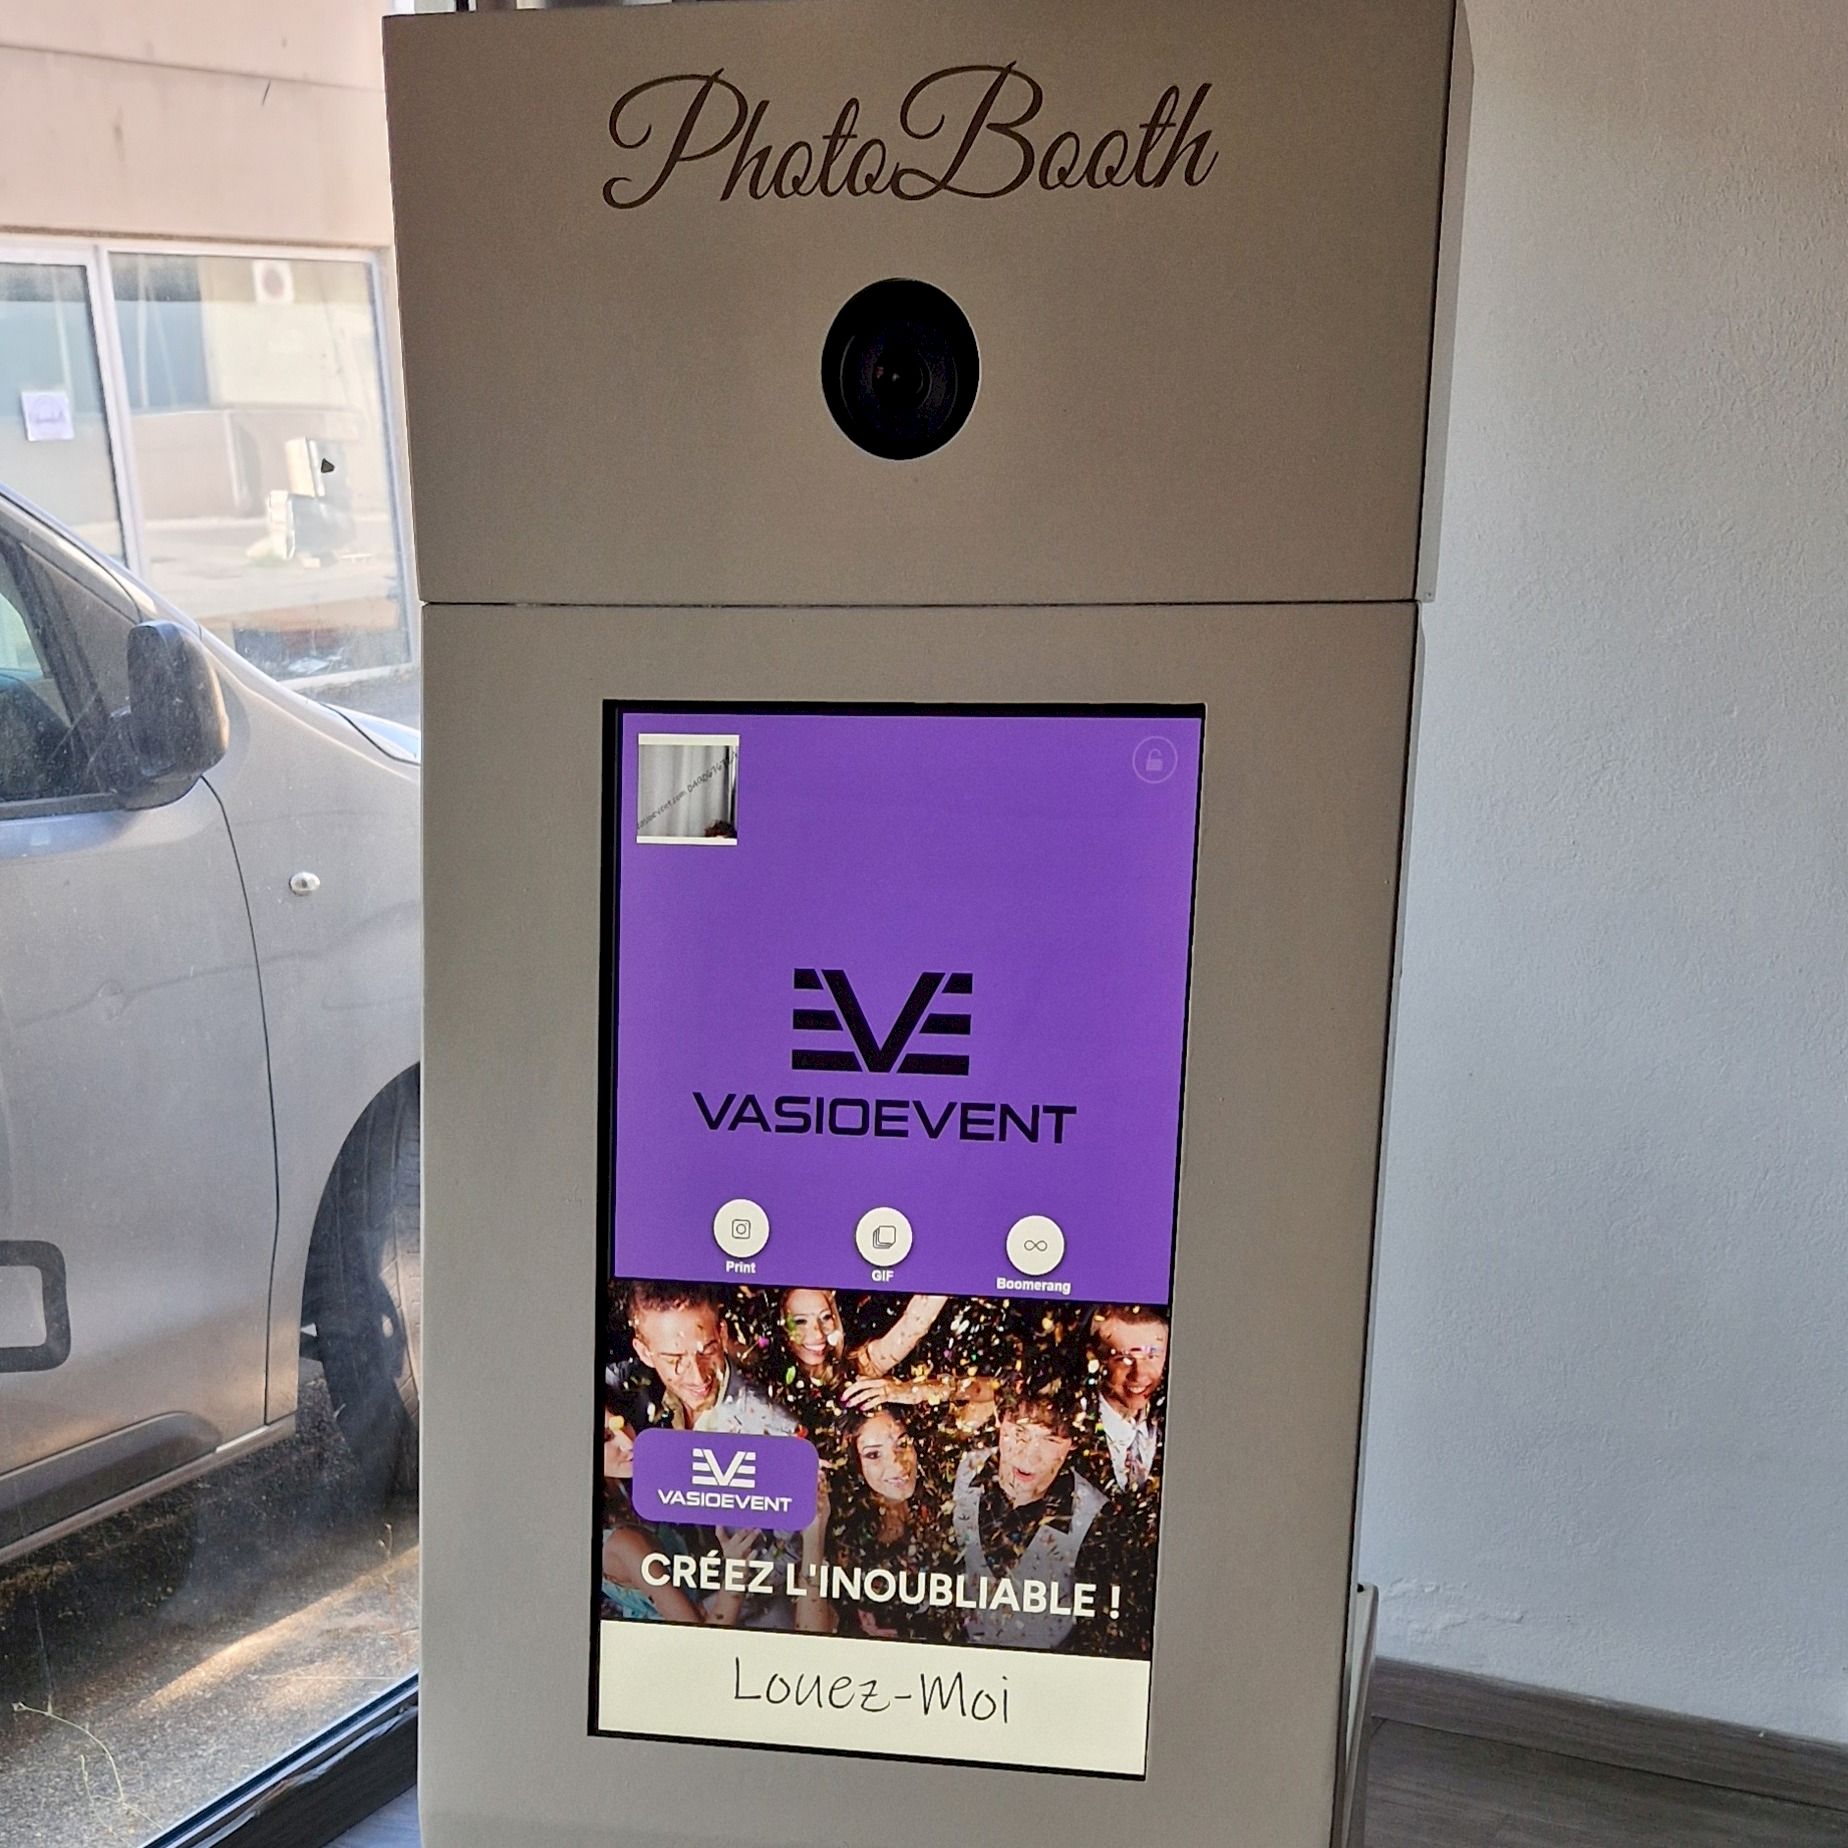 PhotoBooth
VASIOEVENT
Print
GIF
Boomerang
VASIOEVENT
CRÉEZ L'INOUBLIABLE !
Louez-Moi